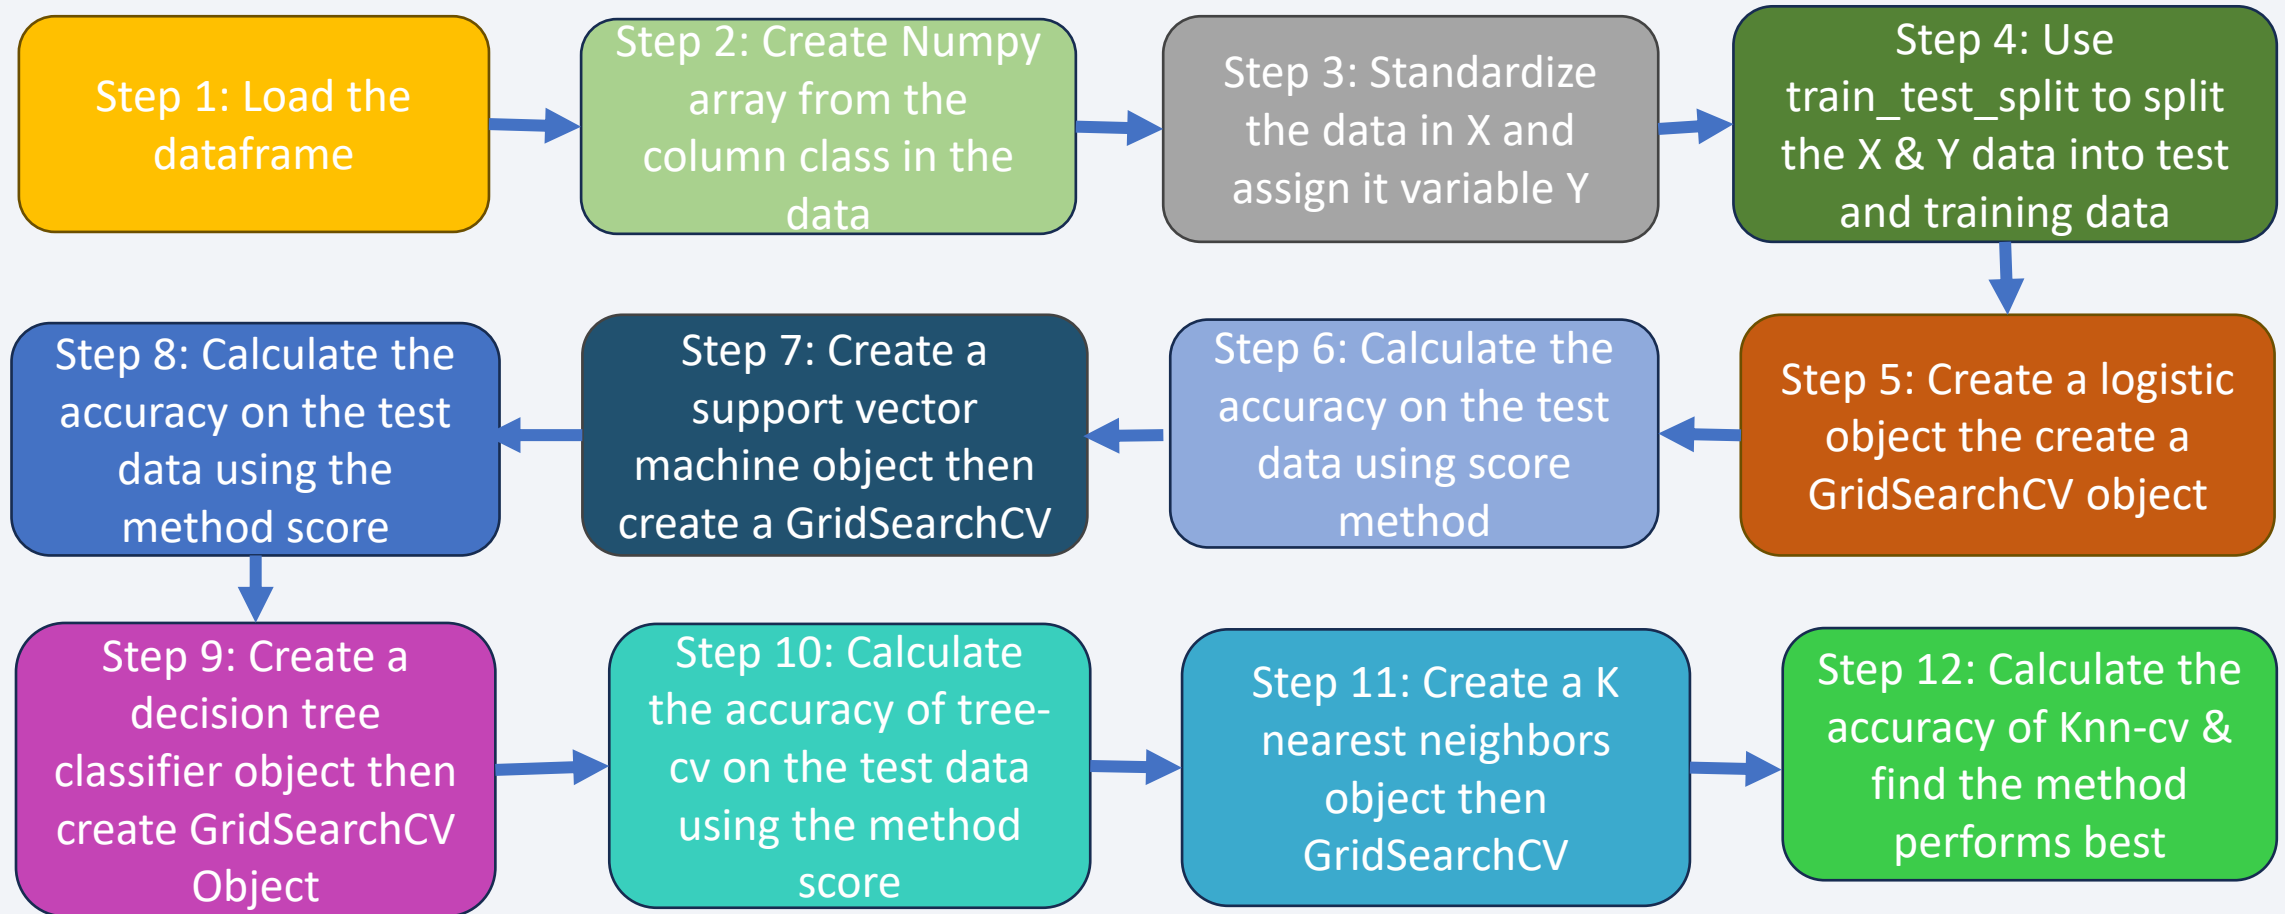 Step 1: Load the
dataframe
Step 2: Create Numpy
array from the
column class in the
data
Step 3: Standardize
the data in X and
assign it variable Y
Step 4: Use
train_test_split to split
the X & Y data into test
and training data
Step 5: Create a logistic
object the create a
GridSearchCV object
Step 6: Calculate the
accuracy on the test
data using score
method
Step 7: Create a
support vector
machine object then
create a GridSearchCV
Step 8: Calculate the
accuracy on the test
data using the
method score
Step 9: Create a
decision tree
classifier object then
create GridSearchCV
Object
Step 10: Calculate
the accuracy of tree-
cv on the test data
using the method
score
Step 11: Create a K
nearest neighbors
object then
GridSearchCV
Step 12: Calculate the
accuracy of Knn-cv &
find the method
performs best